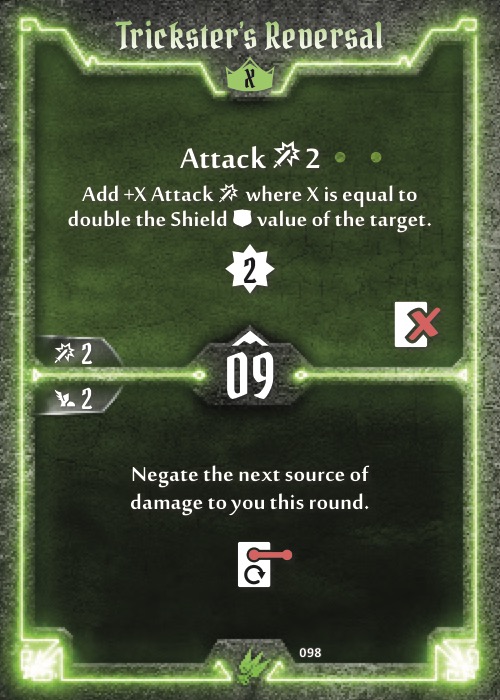 Trickster's Reversal
X
Attack 2
Add +X Attack where X is equal to
double the Shield value of the target.
2
2
09
2
Negate the next source of
damage to you this round.
098